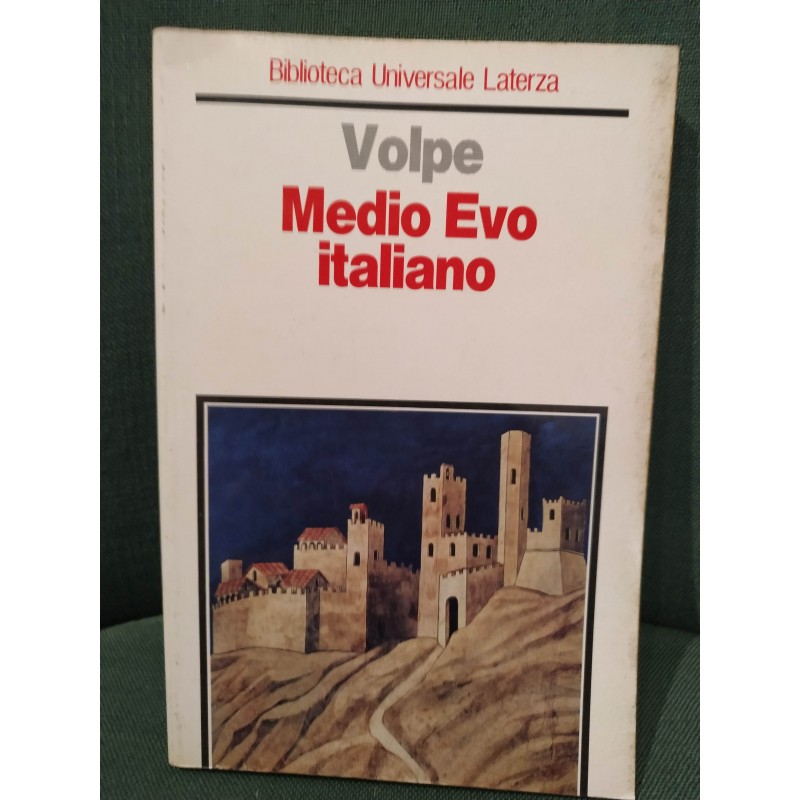 Biblioteca Universale Laterza
Volpe
Medio Evo
italiano